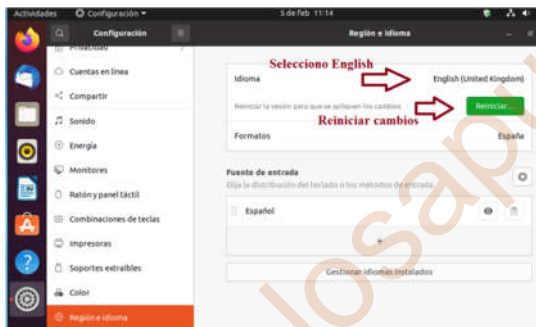 Actividades Configuración 5 de feb 11:14
Configuración Región e Idioma
Privacidad
Cuentas en línea
Compartir
Sonido
Energía
Monitores
Ratón y panel táctil
Combinaciones de teclas
Impresoras
Soportes extraíbles
Color
Región e idioma
Selecciono English
Idioma English (United Kingdom)
Reiniciar la sesión para que se apliquen los cambios Reiniciar...
Reiniciar cambios
Formatos España
Fuente de entrada
Elija la distribución del teclado o los métodos de entrada.
Español
+
Gestionar idiomas instalados